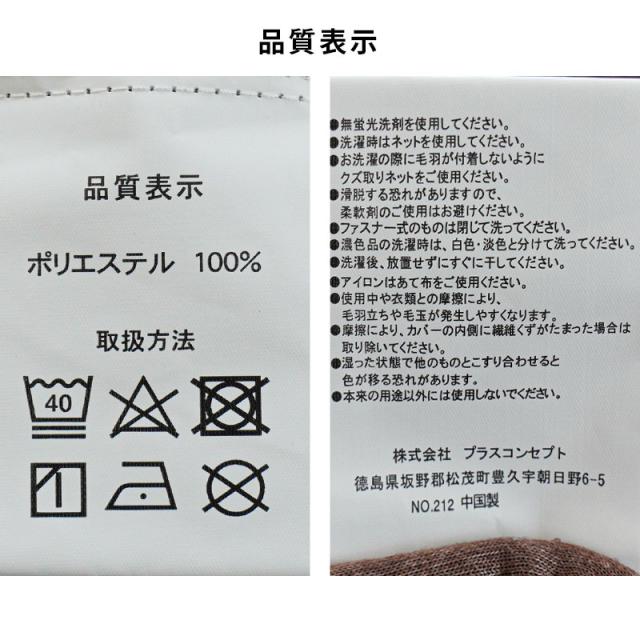 品質表示
品質表示
ポリエステル 100%
取扱方法
40
●無蛍光洗剤を使用してください。
●洗濯時はネットを使用してください。
●お洗濯の際に毛羽が付着しないように
クズ取りネットをご使用ください。
●滑脱する恐れがありますので、
柔軟剤のご使用はお避けください。
●ファスナー式のものは閉じて洗ってください。
●濃色品の洗濯時は、白色・淡色と分けて洗ってください。
●洗濯後、放置せずにすぐに干してください。
●アイロンはあて布をご使用ください。
●使用中や衣類との摩擦により、
毛羽立ちや毛玉が発生しやすくなります。
●摩擦により、カバーの内側に繊維くずがたまった場合は
取り除いてください。
●湿った状態で他のものとこすり合わせると
色が移る恐れがあります。
●本来の用途以外には使用しないでください。
株式会社 プラスコンセプト
徳島県坂野郡松茂町豊久字朝日野6-5
NO.212 中国製